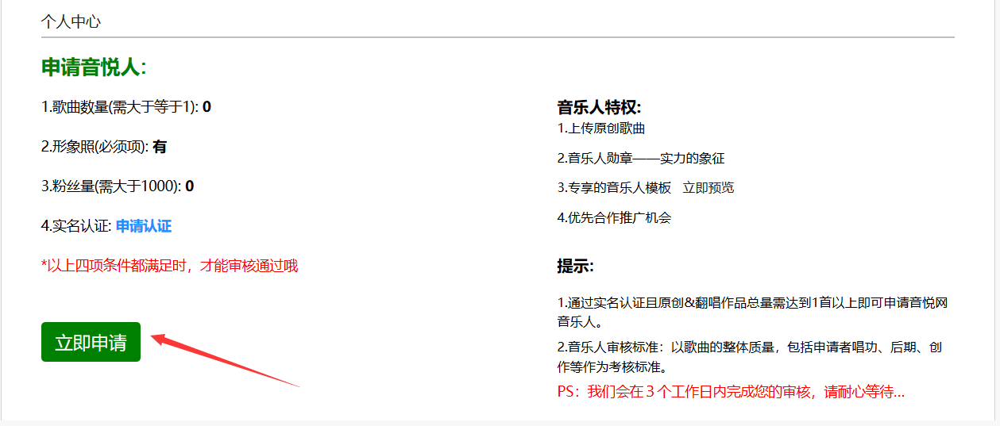 个人中心
申请音悦人:
1.歌曲数量(需大于等于1): 0
2.形象照(必须项): 有
3.粉丝量(需大于1000): 0
4.实名认证: 申请认证
*以上四项条件都满足时，才能审核通过哦
立即申请
音乐人特权:
1.上传原创歌曲
2.音乐人勋章——实力的象征
3.专享的音乐人模板 立即预览
4.优先合作推广机会
提示:
1.通过实名认证且原创&翻唱作品总量需达到1首以上即可申请音悦网
音乐人。
2.音乐人审核标准：以歌曲的整体质量，包括申请者唱功、后期、创
作等作为考核标准。
PS：我们会在 3 个工作日内完成您的审核，请耐心等待...